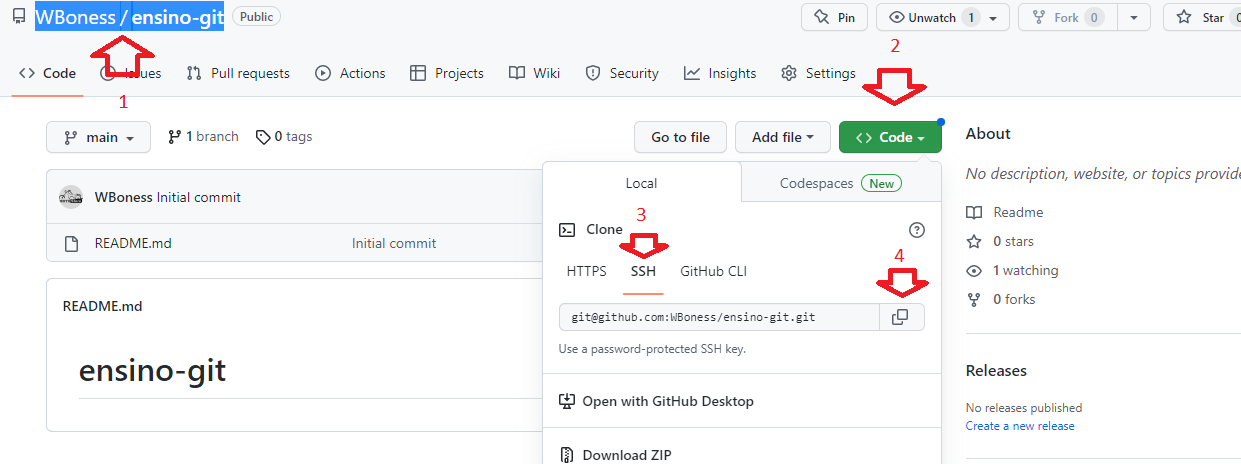 WBoness / ensino-git Public Pin Unwatch 1 Fork 0 Star 0
1
2
Code Issues Pull requests Actions Projects Wiki Security Insights Settings
main 1 branch 0 tags Go to file Add file Code
WBoness Initial commit
README.md Initial commit
README.md
ensino-git
Local Codespaces New
3
Clone
4
HTTPS SSH GitHub CLI
git@github.com:WBoness/ensino-git.git
Use a password-protected SSH key.
Open with GitHub Desktop
Download ZIP
About
No description, website, or topics provide
Readme
0 stars
1 watching
0 forks
Releases
No releases published
Create a new release